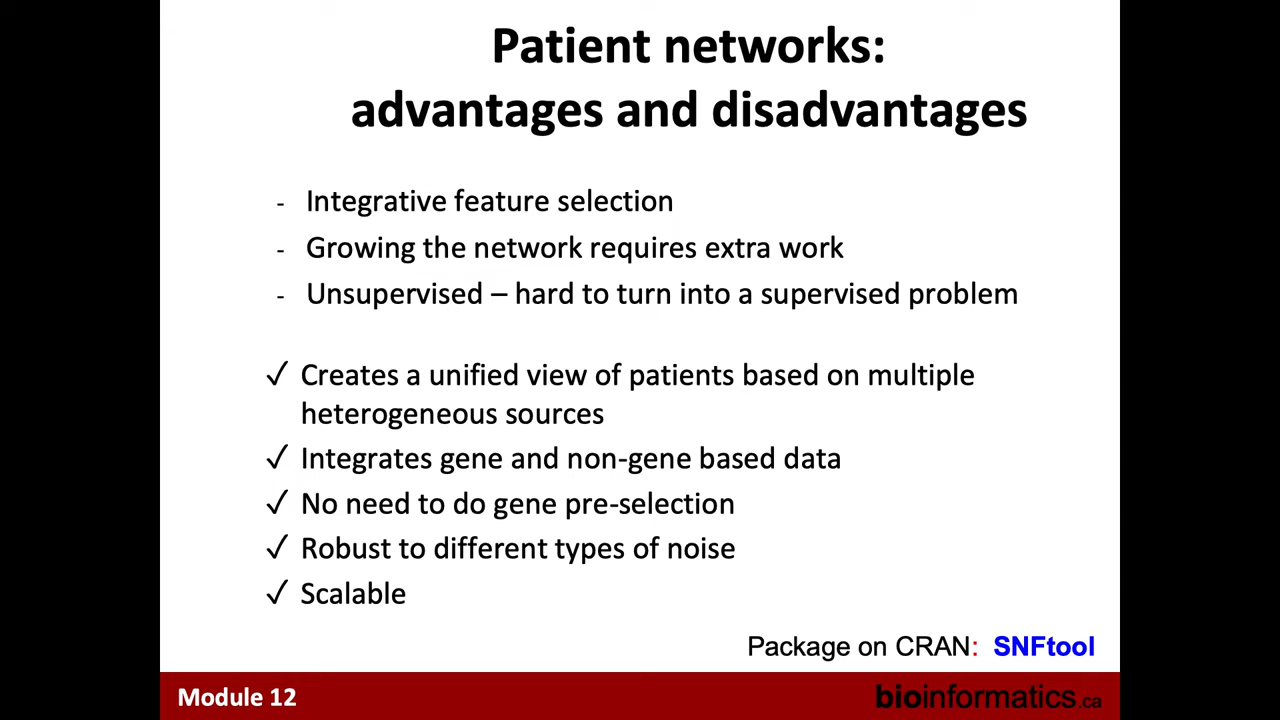 Patient networks:
advantages and disadvantages
- Integrative feature selection
- Growing the network requires extra work
- Unsupervised – hard to turn into a supervised problem
✓ Creates a unified view of patients based on multiple
heterogeneous sources
✓ Integrates gene and non-gene based data
✓ No need to do gene pre-selection
✓ Robust to different types of noise
✓ Scalable
Package on CRAN: SNFtool
Module 12
bioinformatics.ca